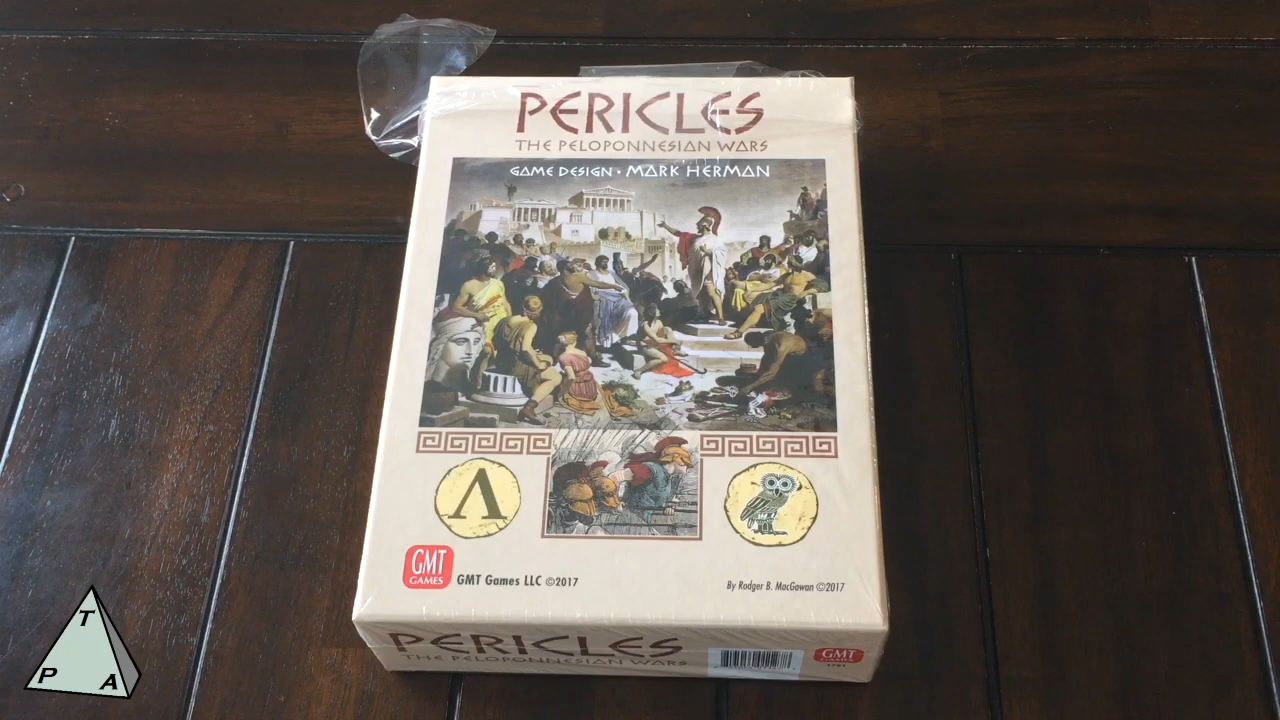 PERICLES
THE PELOPONNESIAN WARS
GAME DESIGN · MARK HERMAN
Λ
GMT
GAMES
GMT Games LLC ©2017
By Rodger B. MacGowan ©2017
PERICLES
THE PELOPONNESIAN WARS
GMT
GAMES
T
P A